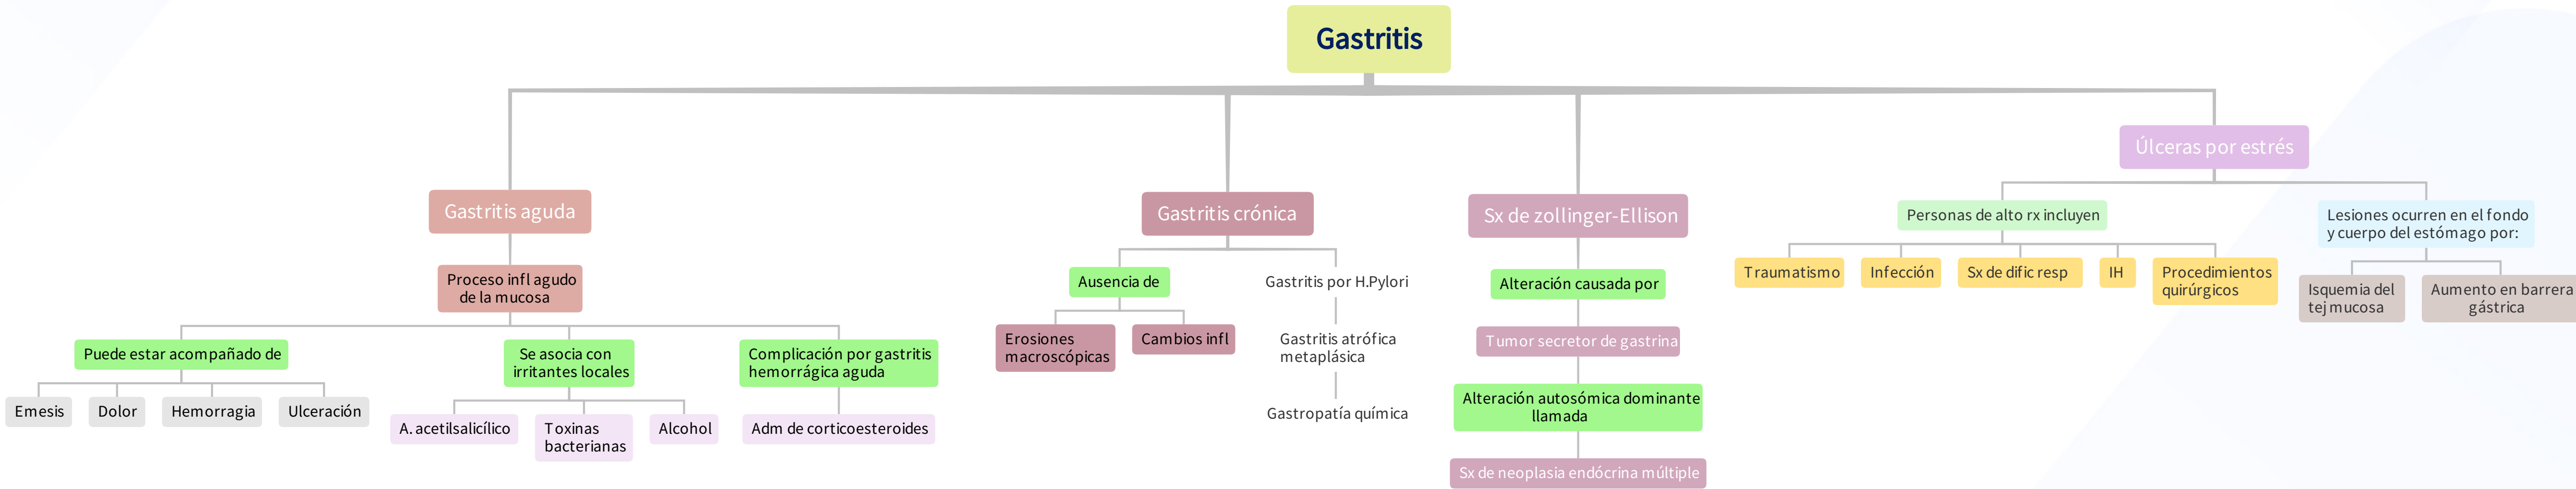 Gastritis
Gastritis aguda
Proceso infl agudo
de la mucosa
Puede estar acompañado de
Emesis
Dolor
Hemorragia
Ulceración
Se asocia con
irritantes locales
A. acetilsalicílico
Toxinas
bacterianas
Alcohol
Complicación por gastritis
hemorrágica aguda
Adm de corticoesteroides
Gastritis crónica
Ausencia de
Erosiones
macroscópicas
Cambios infl
Gastritis por H.Pylori
Gastritis atrófica
metaplásica
Gastropatía química
Sx de zollinger-Ellison
Alteración causada por
Tumor secretor de gastrina
Alteración autosómica dominante
llamada
Sx de neoplasia endócrina múltiple
Úlceras por estrés
Personas de alto rx incluyen
Traumatismo
Infección
Sx de dific resp
IH
Procedimientos
quirúrgicos
Lesiones ocurren en el fondo
y cuerpo del estómago por:
Isquemia del
tej mucosa
Aumento en barrera
gástrica